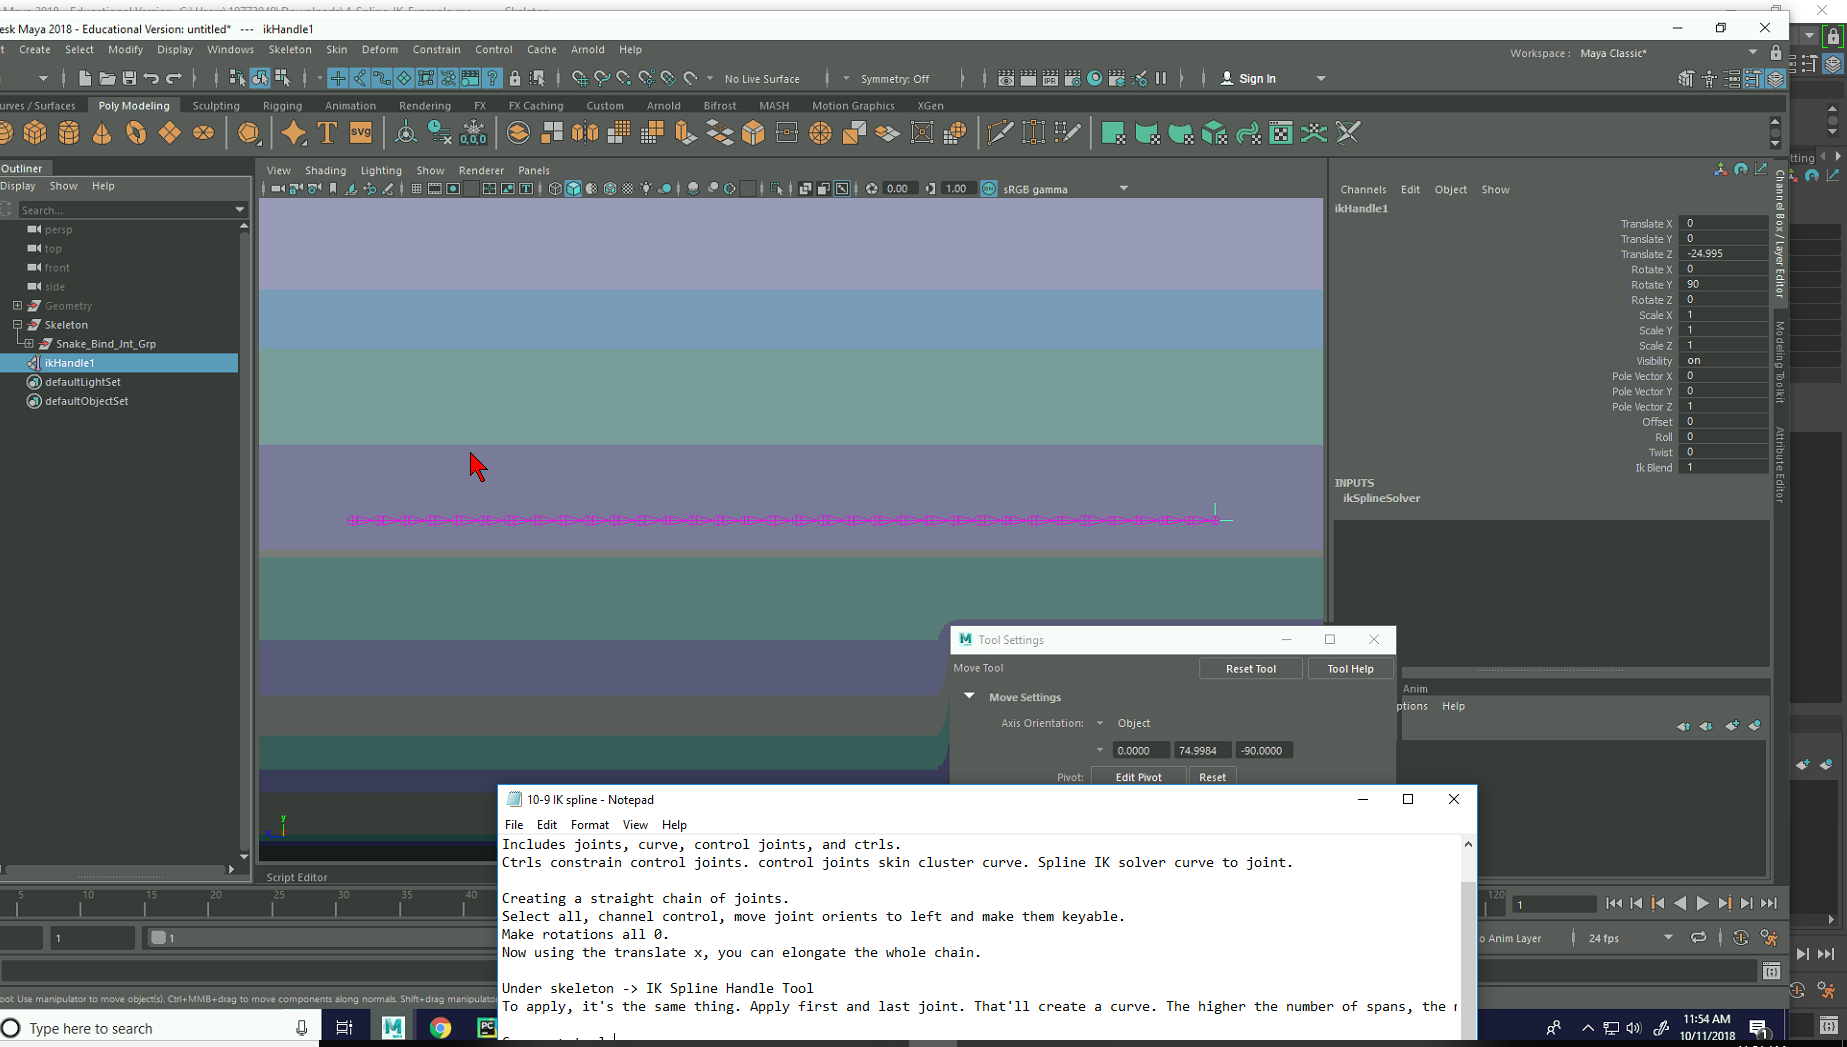 esk Maya 2018 - Educational Version: untitled* --- ikHandle1
Create Select Modify Display Windows Skeleton Skin Deform Constrain Control Cache Arnold Help
Workspace : Maya Classic*
No Live Surface Symmetry: Off Sign In
urves / Surfaces Poly Modeling Sculpting Rigging Animation Rendering FX FX Caching Custom Arnold Bifrost MASH Motion Graphics XGen
SVG 0,0,0
Outliner
Display Show Help
Search...
persp
top
front
side
Geometry
Skeleton
Snake_Bind_Jnt_Grp
ikHandle1
defaultLightSet
defaultObjectSet
View Shading Lighting Show Renderer Panels
0.00 1.00 ON sRGB gamma
Channels Edit Object Show
ikHandle1
Translate X 0
Translate Y 0
Translate Z -24.995
Rotate X 0
Rotate Y 90
Rotate Z 0
Scale X 1
Scale Y 1
Scale Z 1
Visibility on
Pole Vector X 0
Pole Vector Y 0
Pole Vector Z 1
Offset 0
Roll 0
Twist 0
Ik Blend 1
INPUTS
ikSplineSolver
Channel Box / Layer Editor
Modeling Toolkit
Attribute Editor
tting
Tool Settings
Move Tool Reset Tool Tool Help
Move Settings
Axis Orientation: Object
0.0000 74.9984 -90.0000
Pivot: Edit Pivot Reset
Anim
ptions Help
y
Script Editor
5 10 15 20 25 30 35 40
120 1
1 1
o Anim Layer 24 fps
10-9 IK spline - Notepad
File Edit Format View Help
Includes joints, curve, control joints, and ctrls.
Ctrls constrain control joints. control joints skin cluster curve. Spline IK solver curve to joint.
Creating a straight chain of joints.
Select all, channel control, move joint orients to left and make them keyable.
Make rotations all 0.
Now using the translate x, you can elongate the whole chain.
Under skeleton -> IK Spline Handle Tool
To apply, it's the same thing. Apply first and last joint. That'll create a curve. The higher the number of spans, the
ool: Use manipulator to move object(s). Ctrl+MMB+drag to move components along normals. Shift+drag manipulator
Type here to search
11:54 AM
10/11/2018